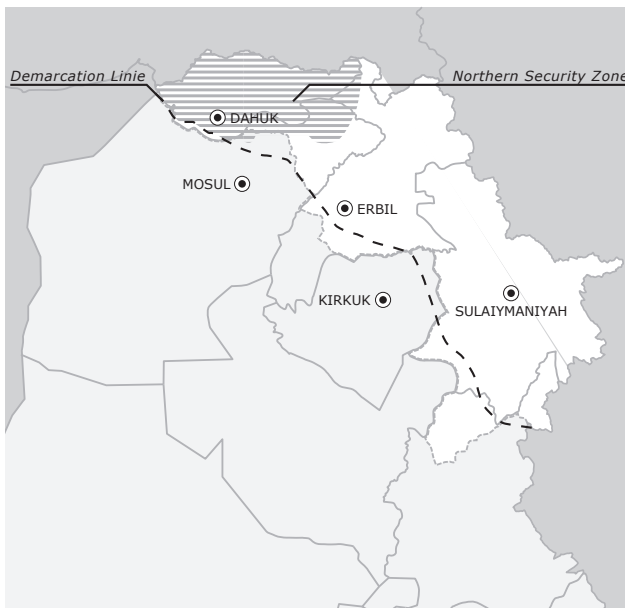 Demarcation Linie
Northern Security Zone
DAHUK
MOSUL
ERBIL
KIRKUK
SULAIYMANIYAH